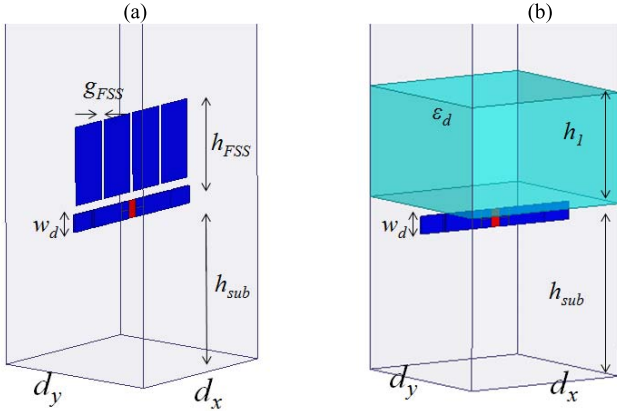 (a)
g_FSS
h_FSS
w_d
h_sub
d_y
d_x
(b)
ε_d
h_1
w_d
h_sub
d_y
d_x